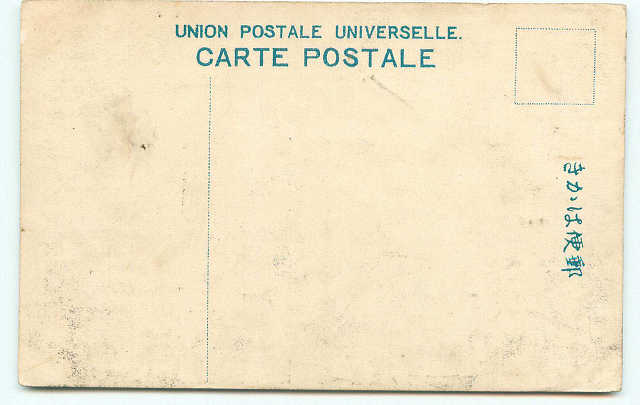 UNION POSTALE UNIVERSELLE.
CARTE POSTALE
郵便はかき